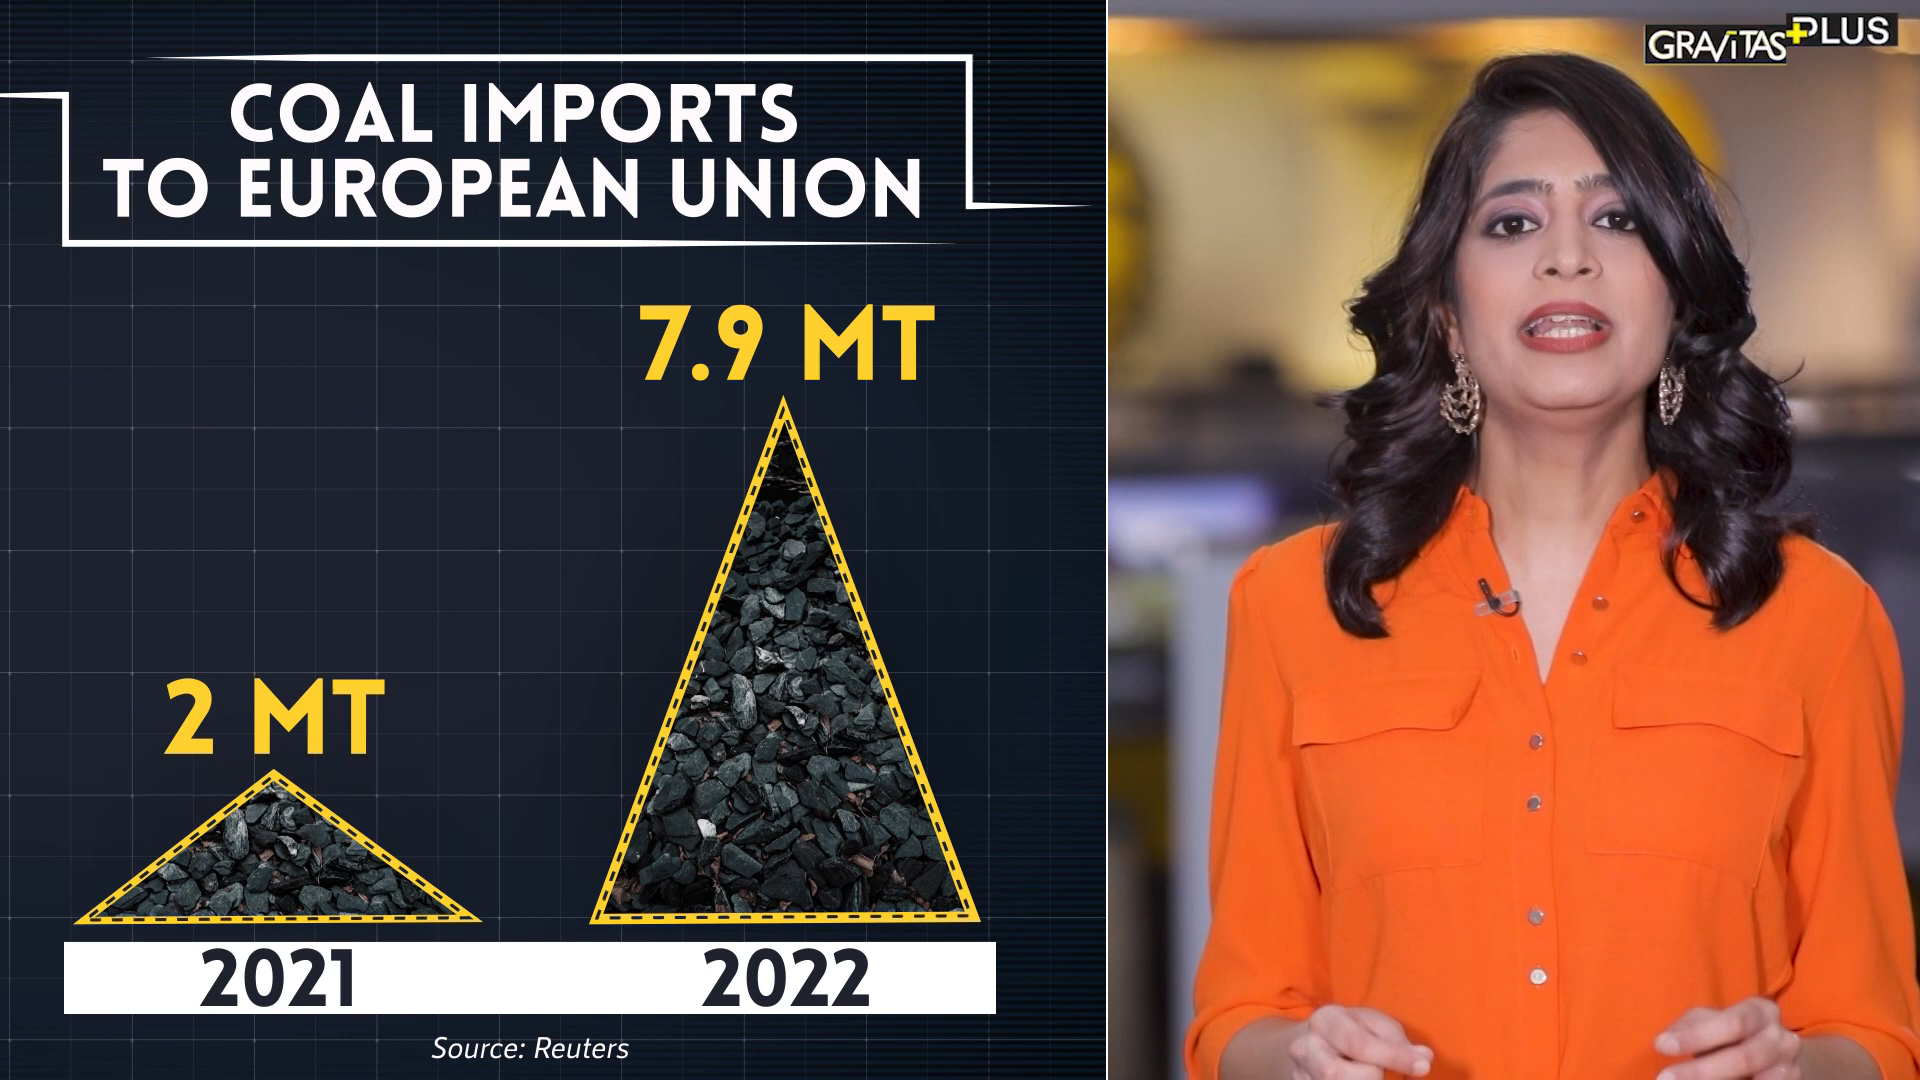 COAL IMPORTS
TO EUROPEAN UNION
7.9 MT
2 MT
2021 2022
Source: Reuters
GRAVITAS PLUS